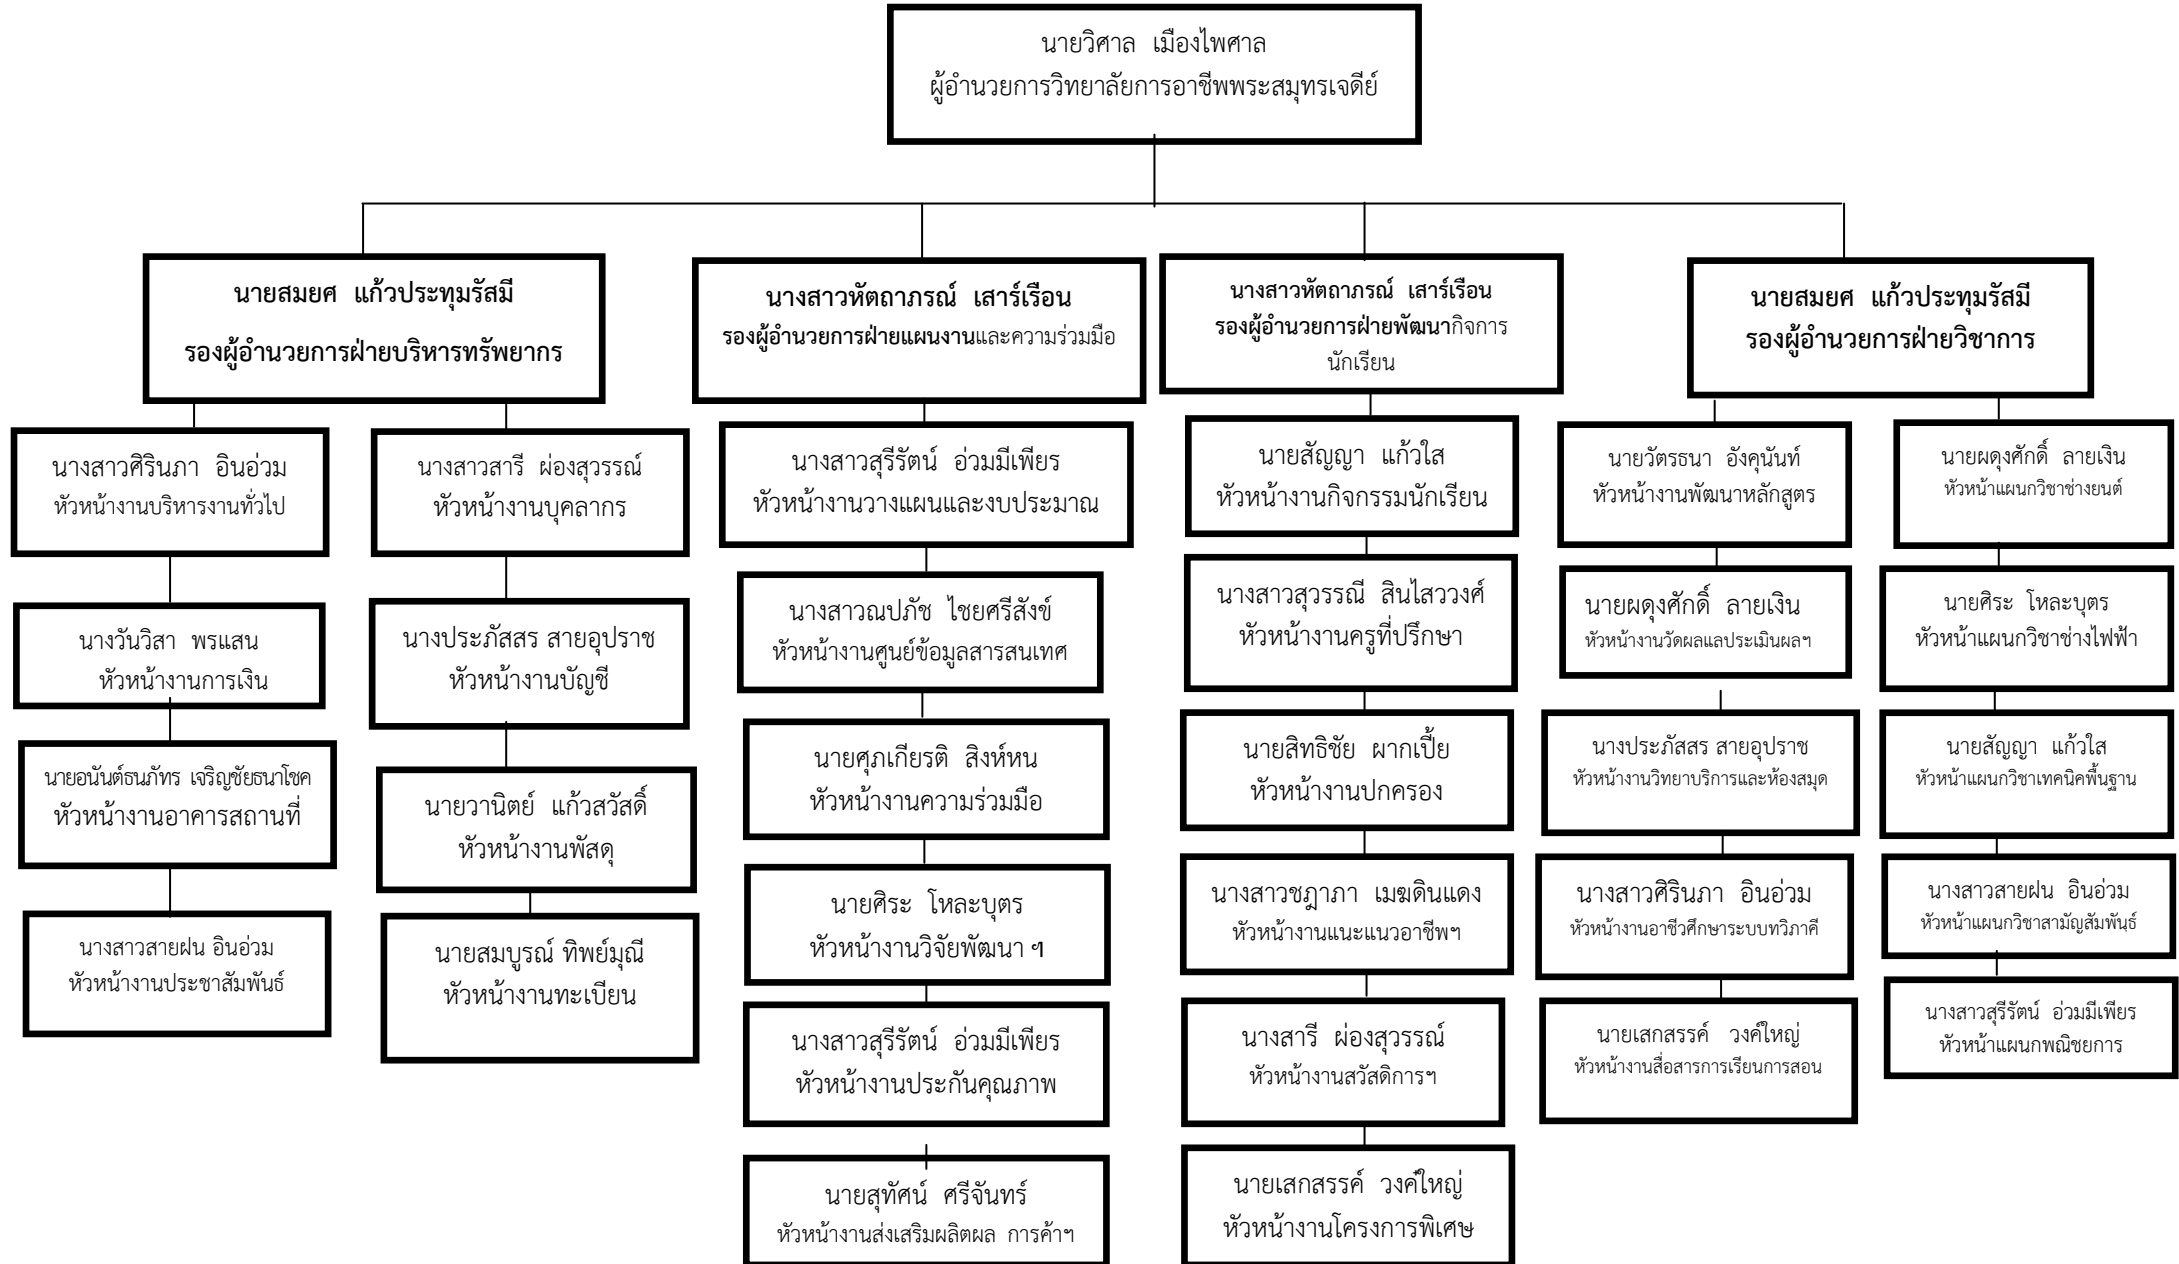 นายวิศาล เมืองไพศาล
ผู้อำนวยการวิทยาลัยการอาชีพพระสมุทรเจดีย์
นายสมยศ แก้วประทุมรัสมี
รองผู้อำนวยการฝ่ายบริหารทรัพยากร
นางสาวศิรินภา อินอ่วม
หัวหน้างานบริหารงานทั่วไป
นางวันวิสา พรแสน
หัวหน้างานการเงิน
นายอนันต์ธนภัทร เจริญชัยธนาโชค
หัวหน้างานอาคารสถานที่
นางสาวสายฝน อินอ่วม
หัวหน้างานประชาสัมพันธ์
นางสาวสารี ผ่องสุวรรณ์
หัวหน้างานบุคลากร
นางประภัสสร สายอุปราช
หัวหน้างานบัญชี
นายวานิตย์ แก้วสวัสดิ์
หัวหน้างานพัสดุ
นายสมบูรณ์ ทิพย์มุณี
หัวหน้างานทะเบียน
นางสาวหัตถาภรณ์ เสาร์เรือน
รองผู้อำนวยการฝ่ายแผนงานและความร่วมมือ
นางสาวสุรีรัตน์ อ่วมมีเพียร
หัวหน้างานวางแผนและงบประมาณ
นางสาวณปภัช ไชยศรีสังข์
หัวหน้างานศูนย์ข้อมูลสารสนเทศ
นายศุภเกียรติ สิงห์หน
หัวหน้างานความร่วมมือ
นายศิระ โหละบุตร
หัวหน้างานวิจัยพัฒนา ฯ
นางสาวสุรีรัตน์ อ่วมมีเพียร
หัวหน้างานประกันคุณภาพ
นายสุทัศน์ ศรีจันทร์
หัวหน้างานส่งเสริมผลิตผล การค้าฯ
นางสาวหัตถาภรณ์ เสาร์เรือน
รองผู้อำนวยการฝ่ายพัฒนากิจการ
นักเรียน
นายสัญญา แก้วใส
หัวหน้างานกิจกรรมนักเรียน
นางสาวสุวรรณี สินไสววงศ์
หัวหน้างานครูที่ปรึกษา
นายสิทธิชัย ผากเปี้ย
หัวหน้างานปกครอง
นางสาวชฎาภา เมฆดินแดง
หัวหน้างานแนะแนวอาชีพฯ
นางสารี ผ่องสุวรรณ์
หัวหน้างานสวัสดิการฯ
นายเสกสรรค์ วงค์ใหญ่
หัวหน้างานโครงการพิเศษ
นายสมยศ แก้วประทุมรัสมี
รองผู้อำนวยการฝ่ายวิชาการ
นายวัตรธนา อังคุนันท์
หัวหน้างานพัฒนาหลักสูตร
นายผดุงศักดิ์ ลายเงิน
หัวหน้างานวัดผลแลประเมินผลฯ
นางประภัสสร สายอุปราช
หัวหน้างานวิทยาบริการและห้องสมุด
นางสาวศิรินภา อินอ่วม
หัวหน้างานอาชีวศึกษาระบบทวิภาคี
นายเสกสรรค์ วงค์ใหญ่
หัวหน้างานสื่อสารการเรียนการสอน
นายผดุงศักดิ์ ลายเงิน
หัวหน้าแผนกวิชาช่างยนต์
นายศิระ โหละบุตร
หัวหน้าแผนกวิชาช่างไฟฟ้า
นายสัญญา แก้วใส
หัวหน้าแผนกวิชาเทคนิคพื้นฐาน
นางสาวสายฝน อินอ่วม
หัวหน้าแผนกวิชาสามัญสัมพันธ์
นางสาวสุรีรัตน์ อ่วมมีเพียร
หัวหน้าแผนกพณิชยการ